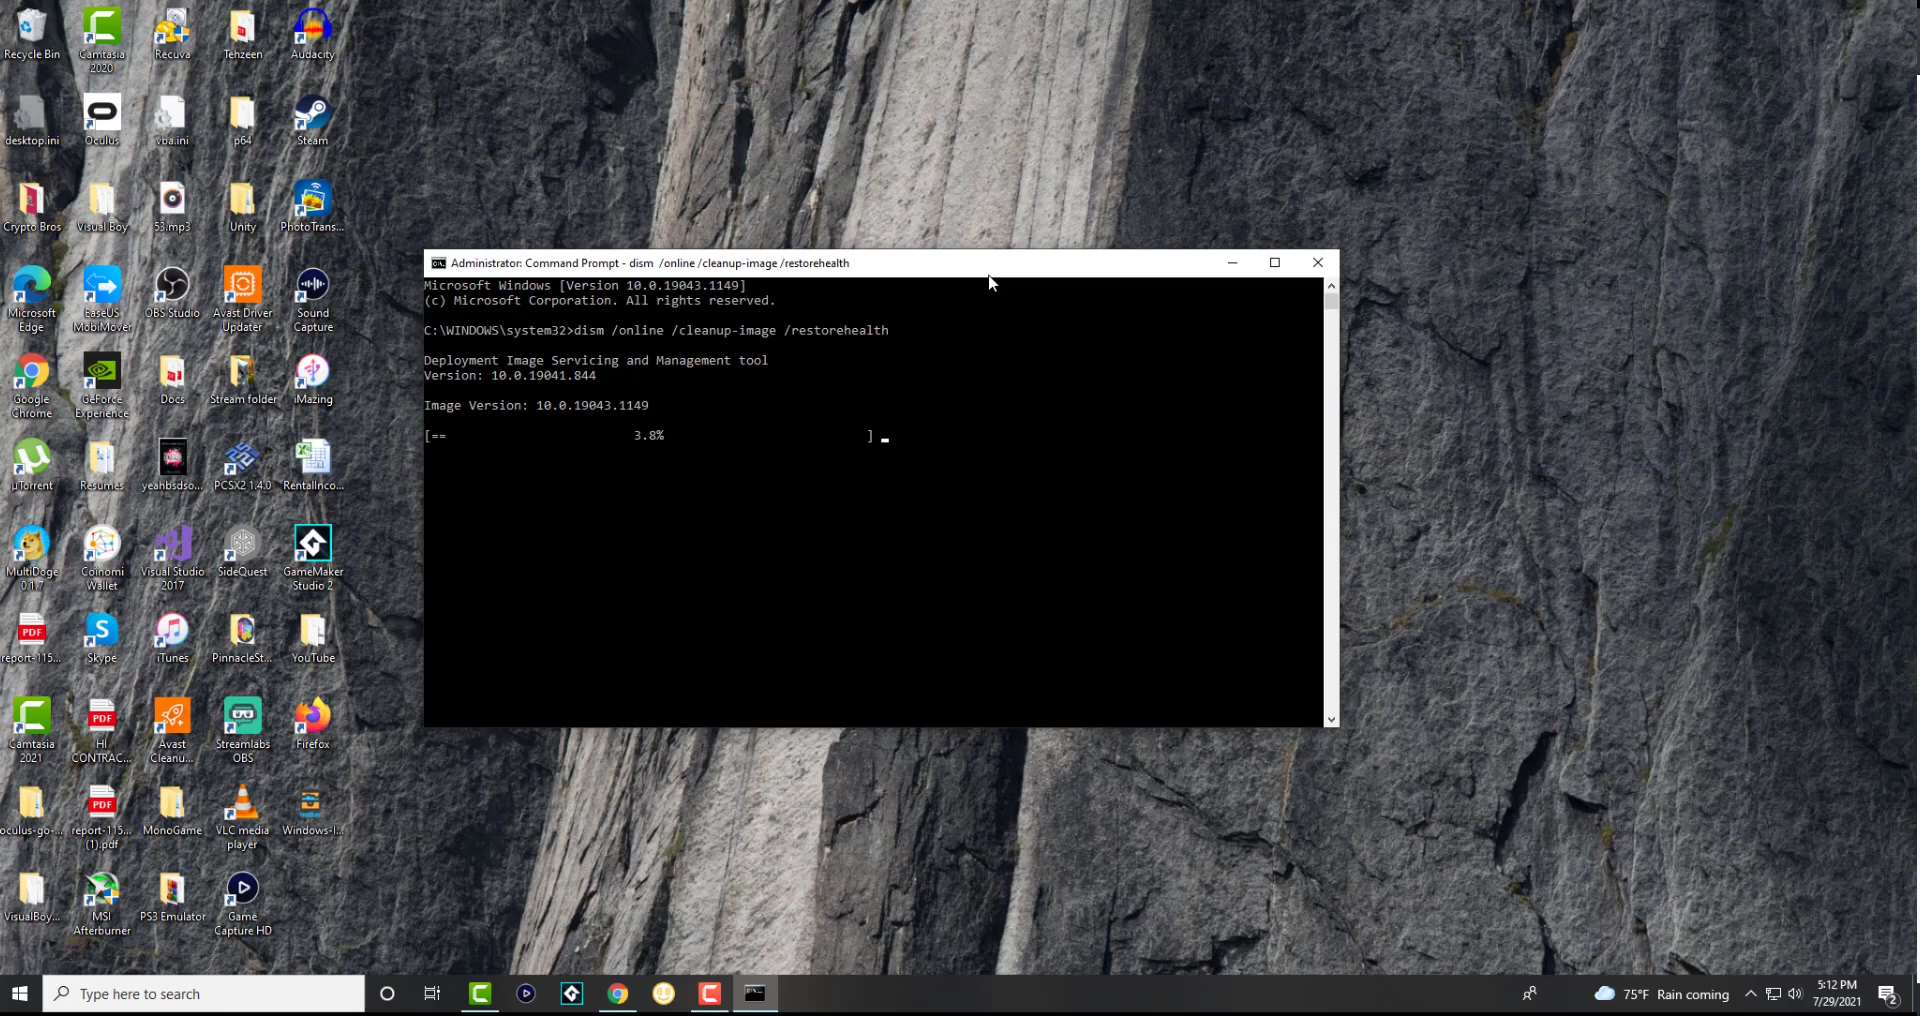 Recycle Bin
Camtasia
2020
Recuva
Tehzeen
Audacity
desktop.ini
Oculus
vba.ini
p64
Steam
Crypto Bros
Visual Boy
53.mp3
Unity
PhotoTrans...
Microsoft
Edge
EaseUS
MobiMover
OBS Studio
Avast Driver
Updater
Sound
Capture
Google
Chrome
GeForce
Experience
Docs
Stream folder
iMazing
µTorrent
Resumes
yeahbsdso...
PCSX2 1.4.0
RentalInco...
MultiDoge
0.1.7
Coinomi
Wallet
Visual Studio
2017
SideQuest
GameMaker
Studio 2
PDF
report-115...
Skype
iTunes
PinnacleSt...
YouTube
Camtasia
2021
PDF
HI
CONTRAC...
Avast
Cleanu...
Streamlabs
OBS
Firefox
oculus-go-...
PDF
report-115...
(1).pdf
MonoGame
VLC media
player
Windows-I...
VisualBoy...
MSI
Afterburner
PS3 Emulator
Game
Capture HD
Administrator: Command Prompt - dism  /online /cleanup-image /restorehealth
Microsoft Windows [Version 10.0.19043.1149]
(c) Microsoft Corporation. All rights reserved.
C:\WINDOWS\system32>dism /online /cleanup-image /restorehealth
Deployment Image Servicing and Management tool
Version: 10.0.19041.844
Image Version: 10.0.19043.1149
[==                         3.8%                           ]
Type here to search
75°F Rain coming
5:12 PM
7/29/2021
2